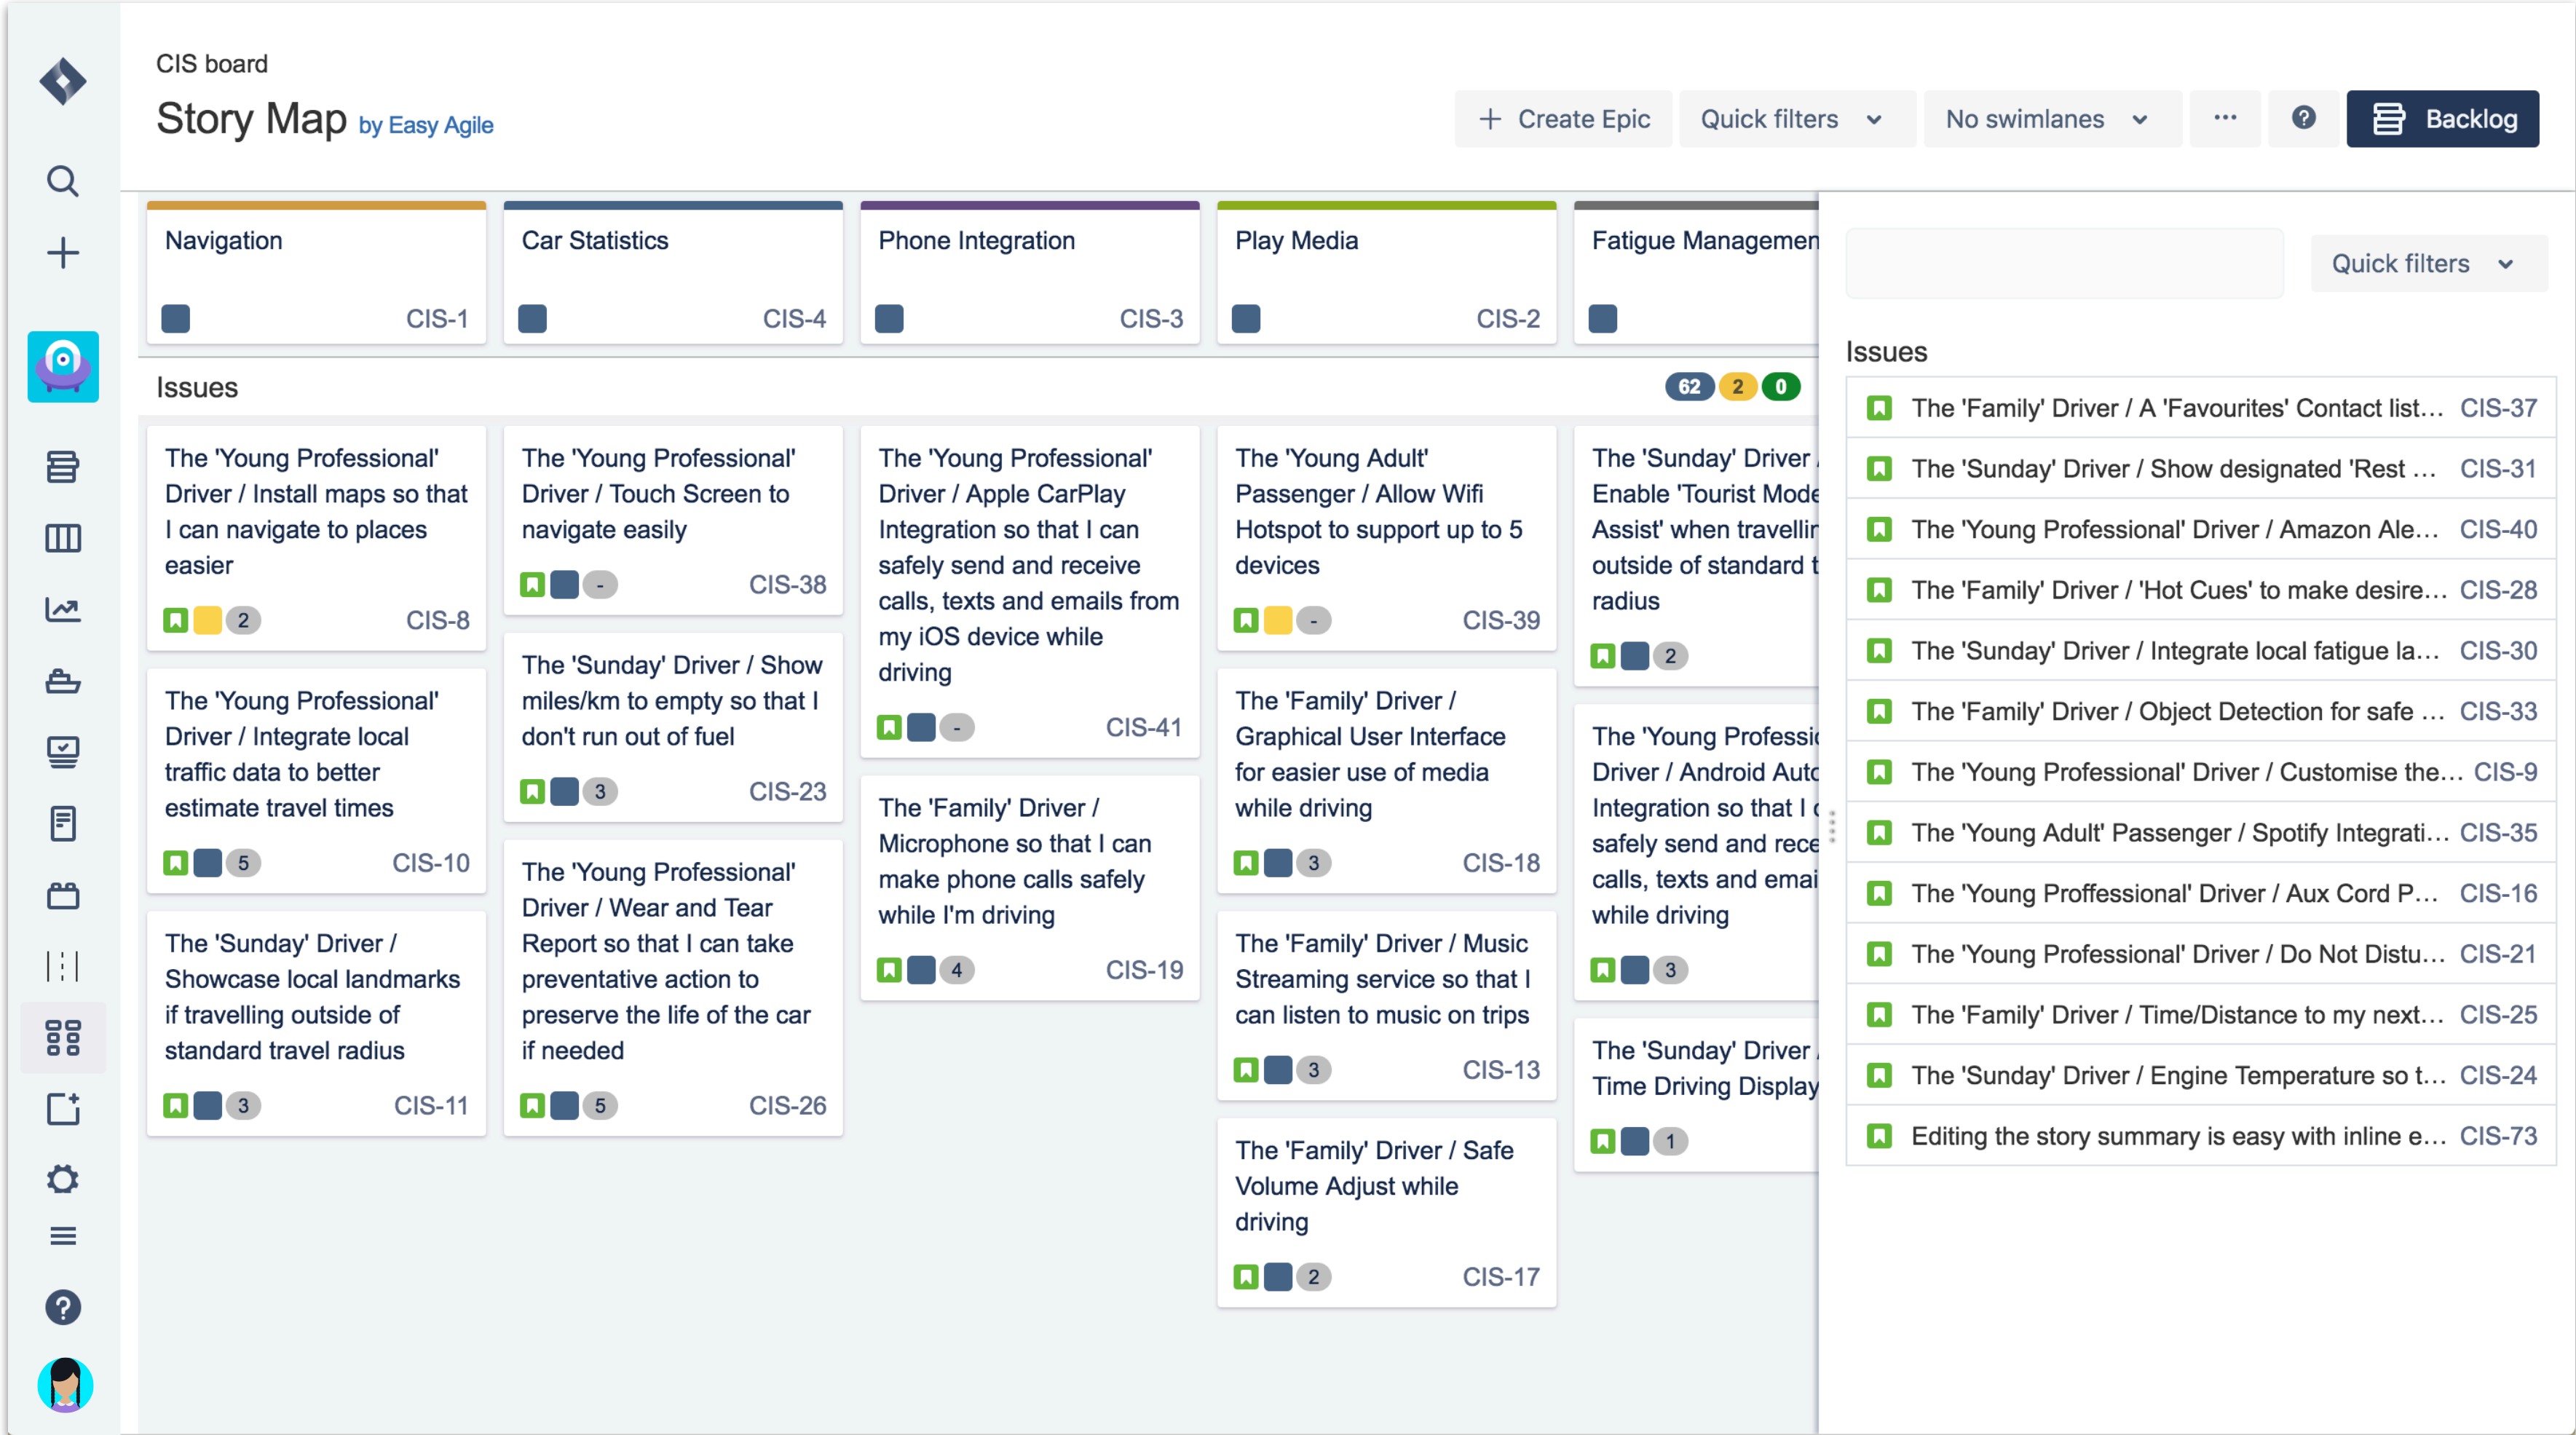 CIS board
Story Map by Easy Agile
Create Epic
Quick filters
No swimlanes
Backlog
Navigation
CIS-1
Car Statistics
CIS-4
Phone Integration
CIS-3
Play Media
CIS-2
Fatigue Managemen
Issues
62 2 0
The 'Young Professional'
Driver / Install maps so that
I can navigate to places
easier
2 CIS-8
The 'Young Professional'
Driver / Integrate local
traffic data to better
estimate travel times
5 CIS-10
The 'Sunday' Driver /
Showcase local landmarks
if travelling outside of
standard travel radius
3 CIS-11
The 'Young Professional'
Driver / Touch Screen to
navigate easily
- CIS-38
The 'Sunday' Driver / Show
miles/km to empty so that I
don't run out of fuel
3 CIS-23
The 'Young Professional'
Driver / Wear and Tear
Report so that I can take
preventative action to
preserve the life of the car
if needed
5 CIS-26
The 'Young Professional'
Driver / Apple CarPlay
Integration so that I can
safely send and receive
calls, texts and emails from
my iOS device while
driving
- CIS-41
The 'Family' Driver /
Microphone so that I can
make phone calls safely
while I'm driving
4 CIS-19
The 'Young Adult'
Passenger / Allow Wifi
Hotspot to support up to 5
devices
- CIS-39
The 'Family' Driver /
Graphical User Interface
for easier use of media
while driving
3 CIS-18
The 'Family' Driver / Music
Streaming service so that I
can listen to music on trips
3 CIS-13
The 'Family' Driver / Safe
Volume Adjust while
driving
2 CIS-17
The 'Sunday' Driver /
Enable 'Tourist Mode
Assist' when travellin
outside of standard t
radius
2
The 'Young Professio
Driver / Android Auto
Integration so that I c
safely send and rece
calls, texts and emai
while driving
3
The 'Sunday' Driver /
Time Driving Display
1
Quick filters
Issues
The 'Family' Driver / A 'Favourites' Contact list... CIS-37
The 'Sunday' Driver / Show designated 'Rest ... CIS-31
The 'Young Professional' Driver / Amazon Ale... CIS-40
The 'Family' Driver / 'Hot Cues' to make desire... CIS-28
The 'Sunday' Driver / Integrate local fatigue la... CIS-30
The 'Family' Driver / Object Detection for safe ... CIS-33
The 'Young Professional' Driver / Customise the... CIS-9
The 'Young Adult' Passenger / Spotify Integrati... CIS-35
The 'Young Proffessional' Driver / Aux Cord P... CIS-16
The 'Young Professional' Driver / Do Not Distu... CIS-21
The 'Family' Driver / Time/Distance to my next... CIS-25
The 'Sunday' Driver / Engine Temperature so t... CIS-24
Editing the story summary is easy with inline e... CIS-73